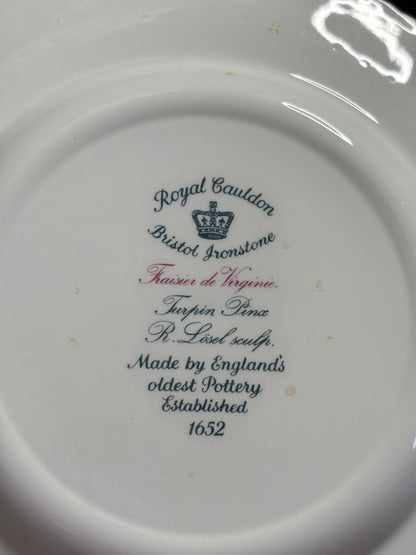 Royal Cauldon
Bristol Ironstone
Fraisier de Virginie.
Turpin Pinx
R. Lösel sculp.
Made by England's
oldest Pottery
Established
1652